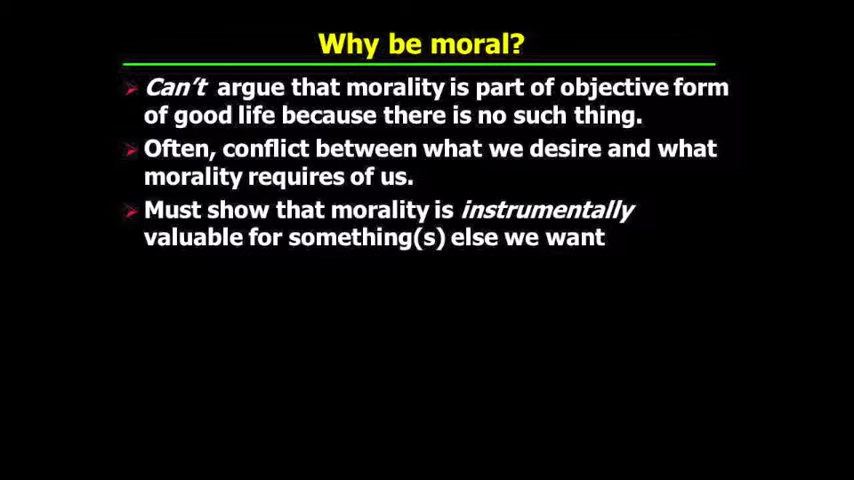 Why be moral?
Can't argue that morality is part of objective form
of good life because there is no such thing.
Often, conflict between what we desire and what
morality requires of us.
Must show that morality is instrumentally
valuable for something(s) else we want